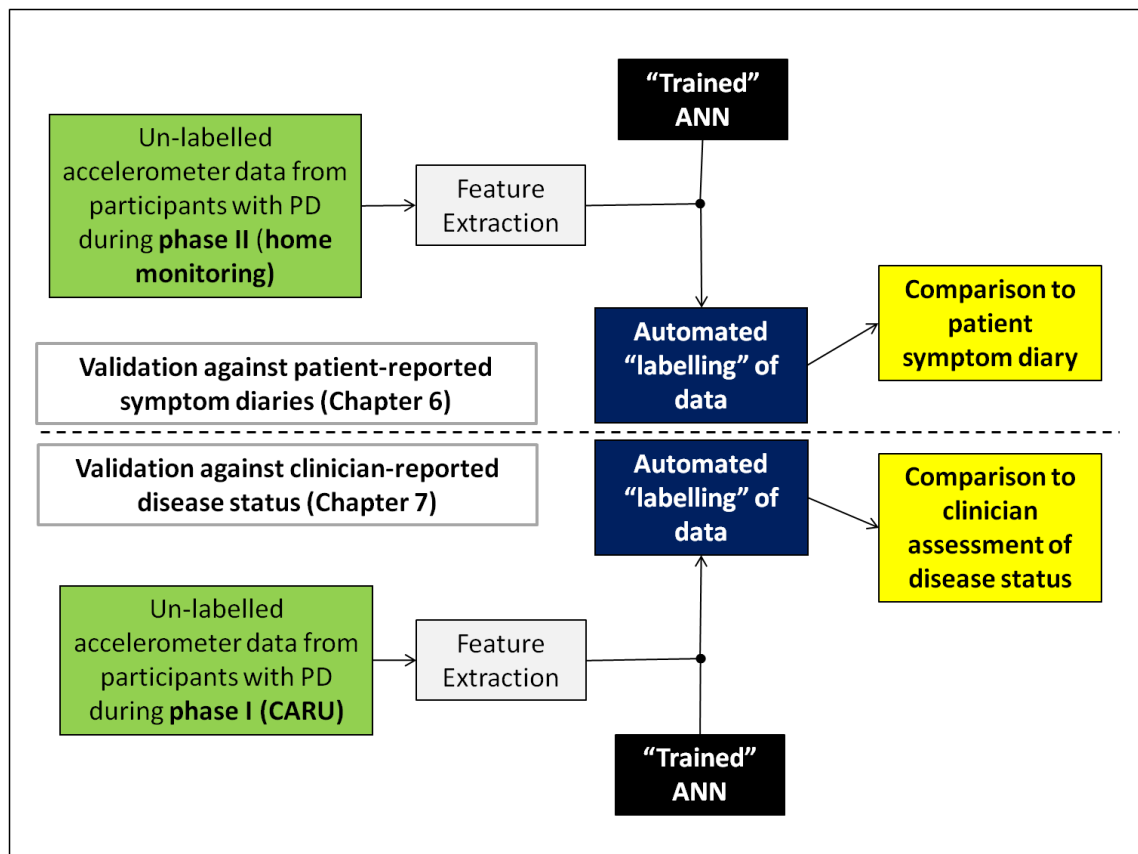 “Trained”
ANN
Un-labelled
accelerometer data from
participants with PD
during phase II (home
monitoring)
Feature
Extraction
Automated
“labelling” of
data
Comparison to
patient
symptom diary
Validation against patient-reported
symptom diaries (Chapter 6)
Validation against clinician-reported
disease status (Chapter 7)
Automated
“labelling” of
data
Comparison to
clinician
assessment of
disease status
Un-labelled
accelerometer data from
participants with PD
during phase I (CARU)
Feature
Extraction
“Trained”
ANN